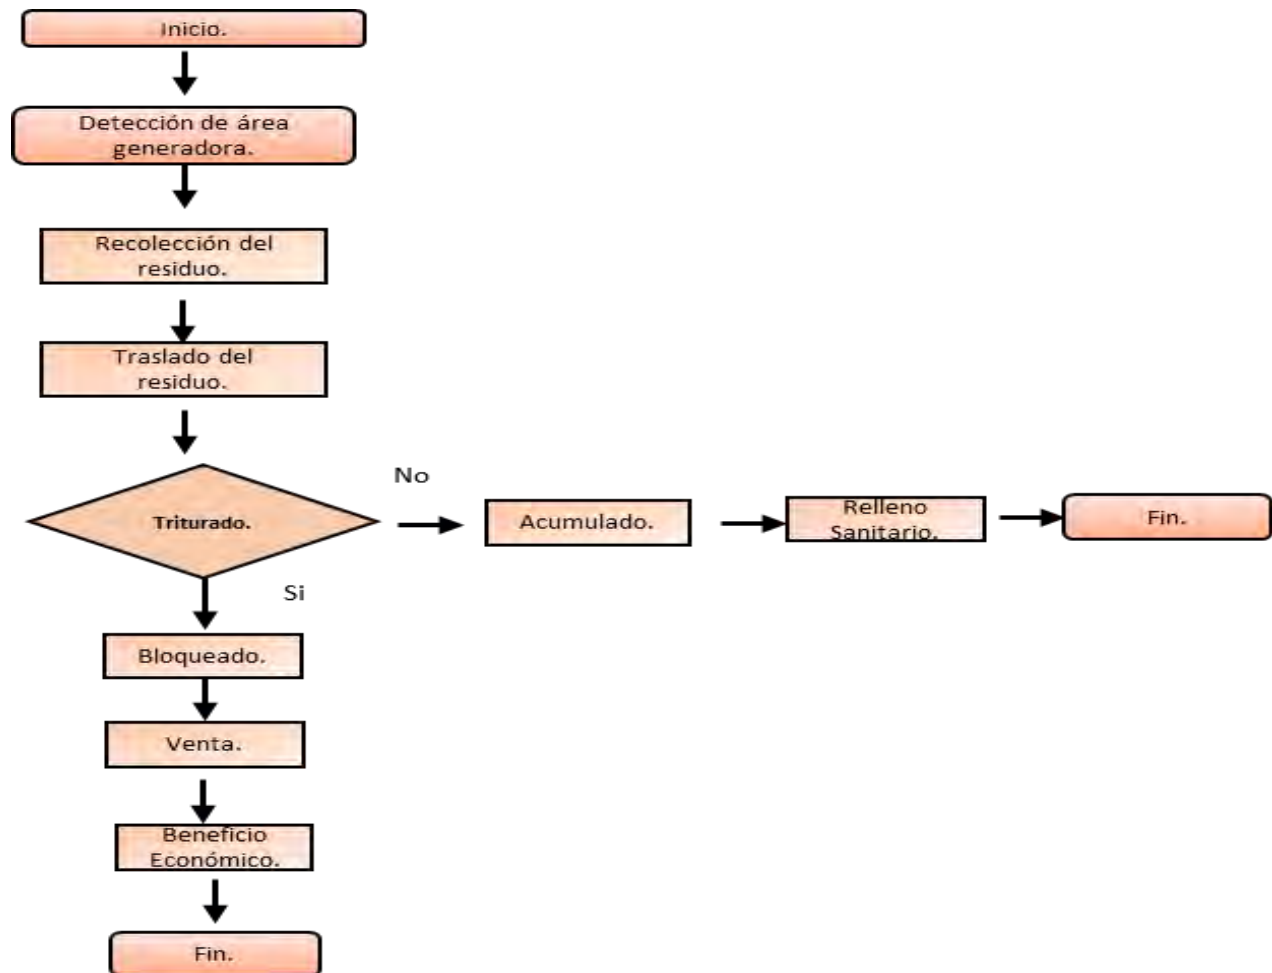 Inicio.
Detección de área
generadora.
Recolección del
residuo.
Traslado del
residuo.
Triturado.
No
Acumulado.
Relleno
Sanitario.
Fin.
Si
Bloqueado.
Venta.
Beneficio
Económico.
Fin.